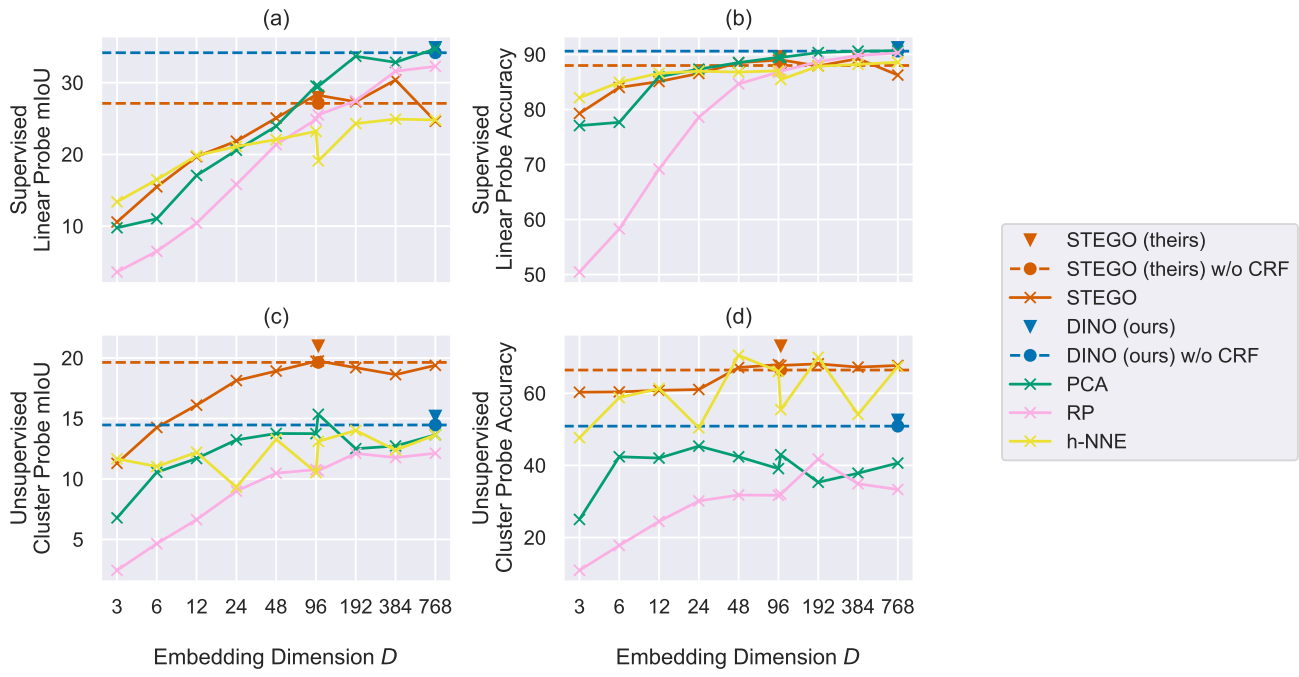 (a)
(b)
Supervised
Linear Probe mIoU
30
20
10
Supervised
Linear Probe Accuracy
90
80
70
60
50
(c)
(d)
Unsupervised
Cluster Probe mIoU
20
15
10
5
Unsupervised
Cluster Probe Accuracy
60
40
20
3 6 12 24 48 96 192 384 768
3 6 12 24 48 96 192 384 768
Embedding Dimension D
Embedding Dimension D
STEGO (theirs)
STEGO (theirs) w/o CRF
STEGO
DINO (ours)
DINO (ours) w/o CRF
PCA
RP
h-NNE